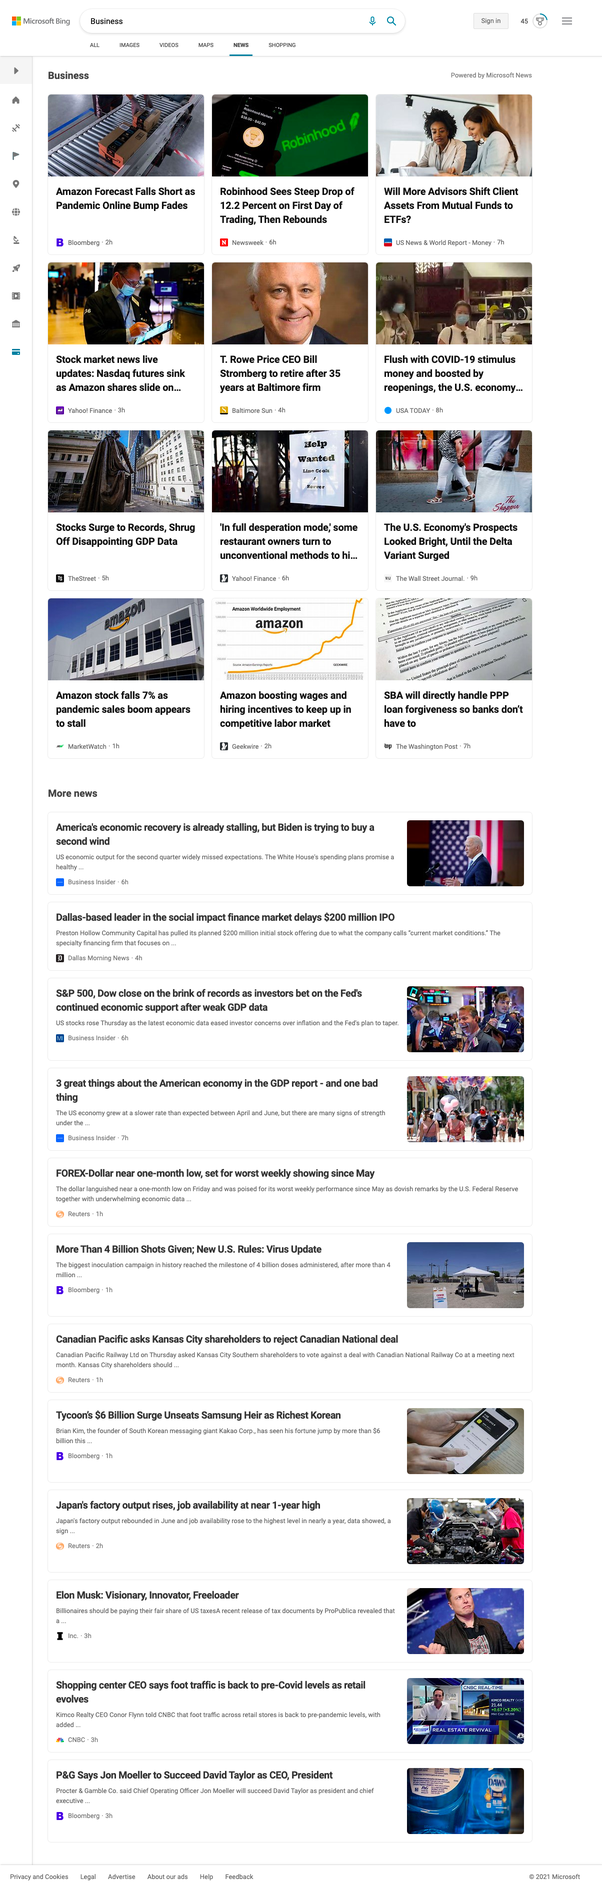 Microsoft Bing
Business
Sign in
45
ALL IMAGES VIDEOS MAPS NEWS SHOPPING
Business
Powered by Microsoft News
Amazon Forecast Falls Short as
Pandemic Online Bump Fades
Bloomberg · 2h
Robinhood
Robinhood Sees Steep Drop of
12.2 Percent on First Day of
Trading, Then Rebounds
Newsweek · 6h
Will More Advisors Shift Client
Assets From Mutual Funds to
ETFs?
US News & World Report - Money · 7h
Stock market news live
updates: Nasdaq futures sink
as Amazon shares slide on...
Yahoo! Finance · 3h
T. Rowe Price CEO Bill
Stromberg to retire after 35
years at Baltimore firm
Baltimore Sun · 4h
Flush with COVID-19 stimulus
money and boosted by
reopenings, the U.S. economy...
USA TODAY · 8h
Stocks Surge to Records, Shrug
Off Disappointing GDP Data
TheStreet · 5h
Help
Wanted
Line Cook
'In full desperation mode,' some
restaurant owners turn to
unconventional methods to hi...
Yahoo! Finance · 6h
The U.S. Economy's Prospects
Looked Bright, Until the Delta
Variant Surged
The Wall Street Journal. · 9h
amazon
Amazon stock falls 7% as
pandemic sales boom appears
to stall
MarketWatch · 1h
Amazon Worldwide Employment
amazon
Amazon boosting wages and
hiring incentives to keep up in
competitive labor market
Geekwire · 2h
SBA will directly handle PPP
loan forgiveness so banks don't
have to
The Washington Post · 7h
More news
America's economic recovery is already stalling, but Biden is trying to buy a
second wind
US economic output for the second quarter widely missed expectations. The White House's spending plans promise a
healthy ...
Business Insider · 6h
Dallas-based leader in the social impact finance market delays $200 million IPO
Preston Hollow Community Capital has pulled its planned $200 million initial stock offering due to what the company calls "current market conditions." The
specialty financing firm that focuses on ...
Dallas Morning News · 4h
S&P 500, Dow close on the brink of records as investors bet on the Fed's
continued economic support after weak GDP data
US stocks rose Thursday as the latest economic data eased investor concerns over inflation and the Fed's plan to taper.
Business Insider · 6h
3 great things about the American economy in the GDP report - and one bad
thing
The US economy grew at a slower rate than expected between April and June, but there are many signs of strength
under the ...
Business Insider · 7h
FOREX-Dollar near one-month low, set for worst weekly showing since May
The dollar languished near a one-month low on Friday and was poised for its worst weekly performance since May as dovish remarks by the U.S. Federal Reserve
together with underwhelming economic data ...
Reuters · 1h
More Than 4 Billion Shots Given; New U.S. Rules: Virus Update
The biggest inoculation campaign in history reached the milestone of 4 billion doses administered, after more than 4
million ...
Bloomberg · 1h
Canadian Pacific asks Kansas City shareholders to reject Canadian National deal
Canadian Pacific Railway Ltd on Thursday asked Kansas City Southern shareholders to vote against a deal with Canadian National Railway Co at a meeting next
month. Kansas City shareholders should ...
Reuters · 1h
Tycoon's $6 Billion Surge Unseats Samsung Heir as Richest Korean
Brian Kim, the founder of South Korean messaging giant Kakao Corp., has seen his fortune jump by more than $6
billion this ...
Bloomberg · 1h
Japan's factory output rises, job availability at near 1-year high
Japan's factory output rebounded in June and job availability rose to the highest level in nearly a year, data showed, a
sign ...
Reuters · 2h
Elon Musk: Visionary, Innovator, Freeloader
Billionaires should be paying their fair share of US taxesA recent release of tax documents by ProPublica revealed that
a ...
Inc. · 3h
Shopping center CEO says foot traffic is back to pre-Covid levels as retail
evolves
Kimco Realty CEO Conor Flynn told CNBC that foot traffic across retail stores is back to pre-pandemic levels, with
added ...
CNBC · 3h
CNBC REAL-TIME
REAL ESTATE REVIVAL
P&G Says Jon Moeller to Succeed David Taylor as CEO, President
Procter & Gamble Co. said Chief Operating Officer Jon Moeller will succeed David Taylor as president and chief
executive ...
Bloomberg · 3h
DAWN
Privacy and Cookies Legal Advertise About our ads Help Feedback
© 2021 Microsoft